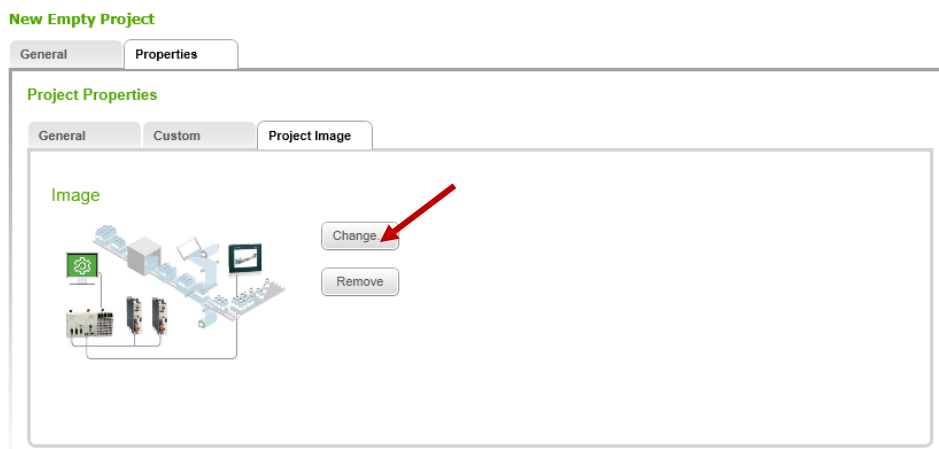 New Empty Project
General Properties
Project Properties
General Custom Project Image
Image
Change..
Remove